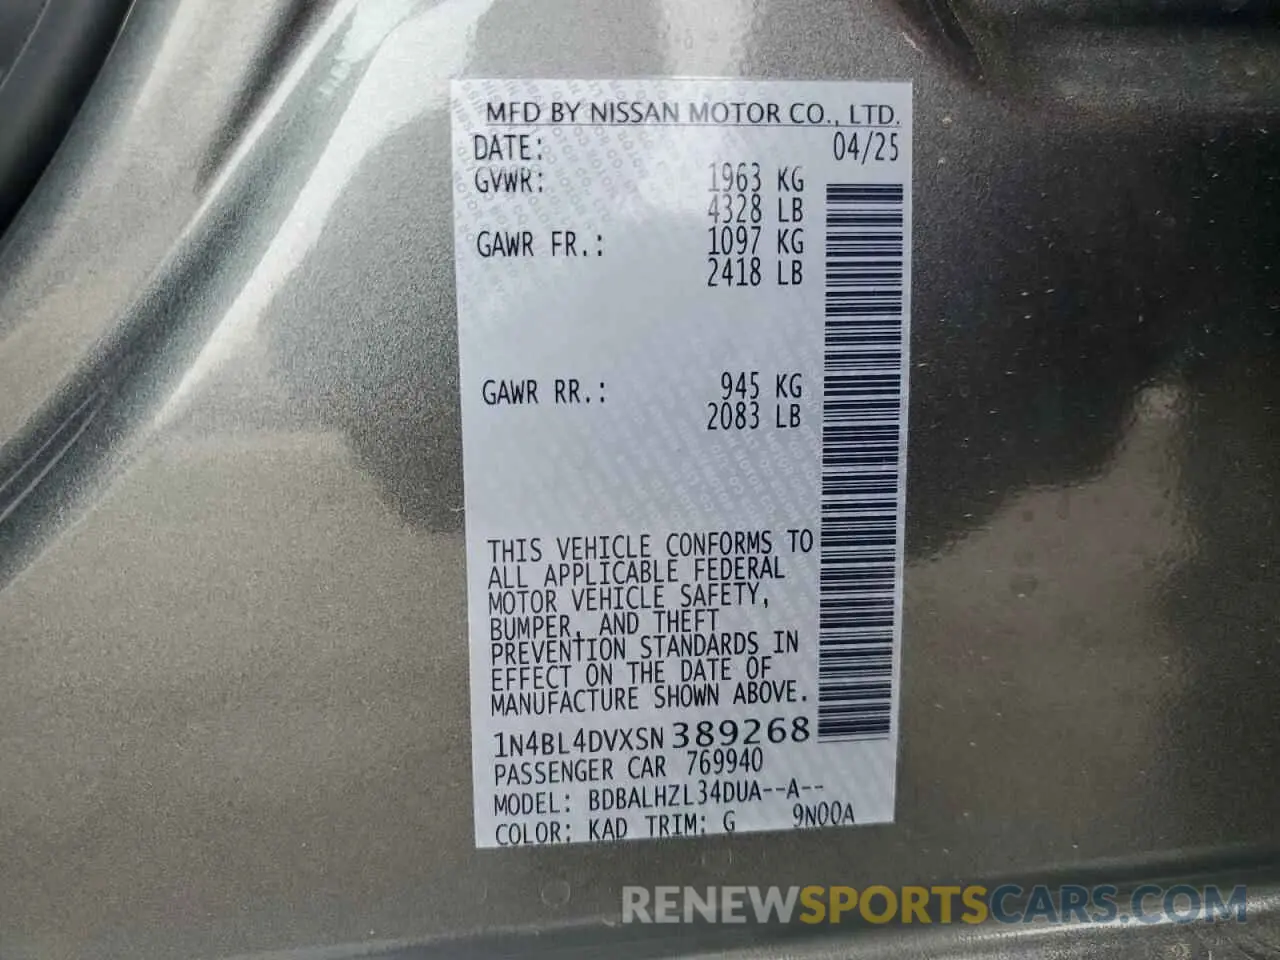 MFD BY NISSAN MOTOR CO., LTD.
DATE: 04/25
GVWR: 1963 KG
4328 LB
GAWR FR.: 1097 KG
2418 LB
GAWR RR.: 945 KG
2083 LB
THIS VEHICLE CONFORMS TO
ALL APPLICABLE FEDERAL
MOTOR VEHICLE SAFETY,
BUMPER, AND THEFT
PREVENTION STANDARDS IN
EFFECT ON THE DATE OF
MANUFACTURE SHOWN ABOVE.
1N4BL4DVXSN389268
PASSENGER CAR 769940
MODEL: BDBALHZL34DUA--A--
COLOR: KAD TRIM: G 9N00A
RENEWSPORTSCARS.COM